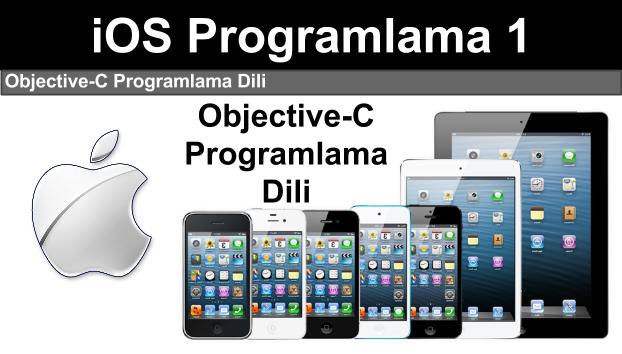 iOS Programlama 1
Objective-C Programlama Dili
Objective-C
Programlama
Dili